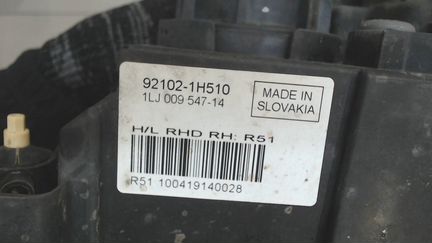 92102-1H510
1LJ 009 547-14
MADE IN
SLOVAKIA
H/L RHD RH: R51
R51 100419140028